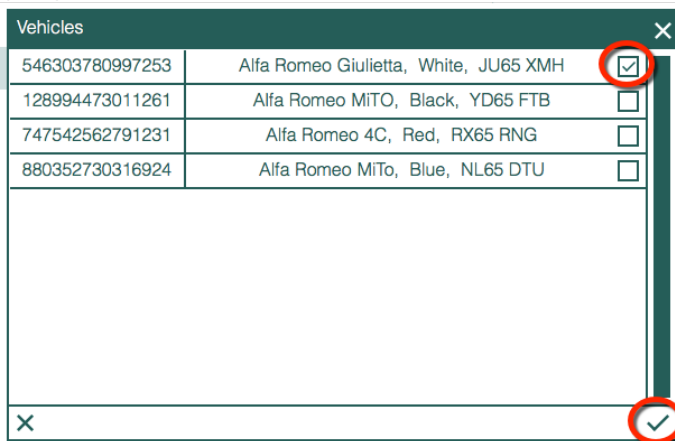 Vehicles
546303780997253 Alfa Romeo Giulietta, White, JU65 XMH
128994473011261 Alfa Romeo MiTO, Black, YD65 FTB
747542562791231 Alfa Romeo 4C, Red, RX65 RNG
880352730316924 Alfa Romeo MiTo, Blue, NL65 DTU